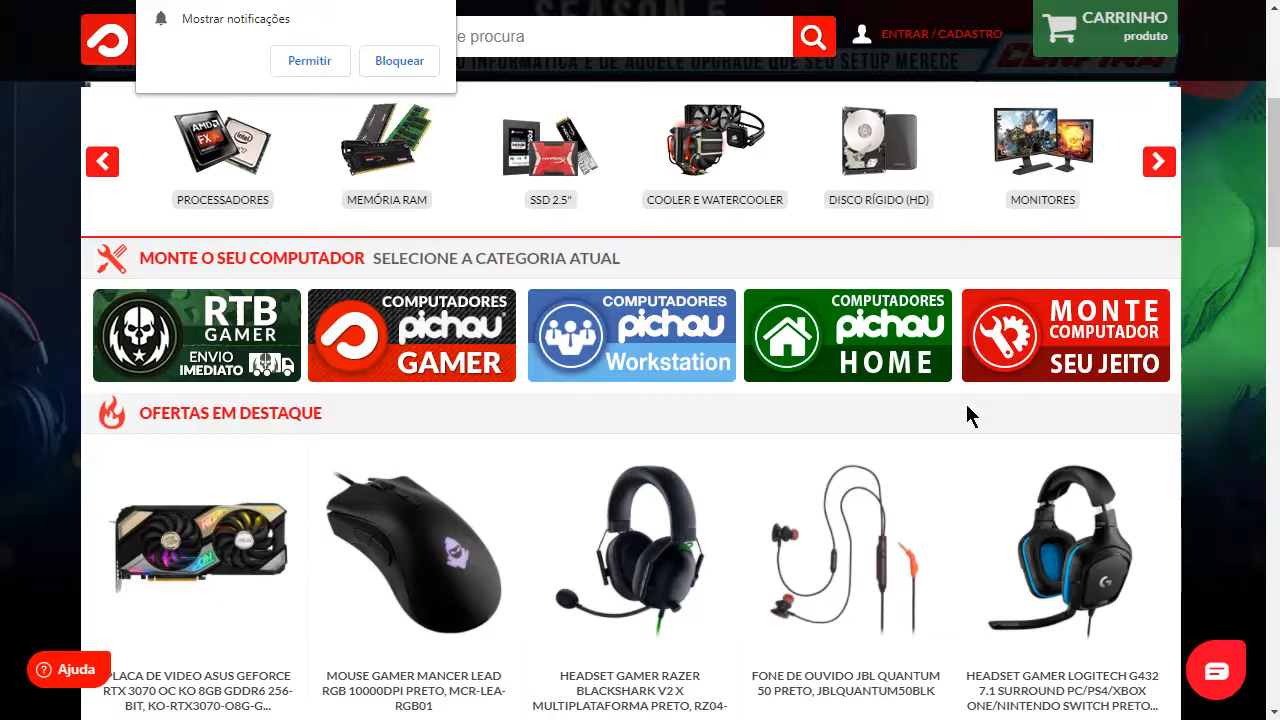 SEASON 5
Mostrar notificações
Permitir
Bloquear
e procura
ENTRAR / CADASTRO
CARRINHO
produto
INFORMÁTICA E DE AQUELE UPGRADE QUE SEU SETUP MERECE
CONFIRA
PROCESSADORES
MEMÓRIA RAM
SSD 2.5"
COOLER E WATERCOOLER
DISCO RÍGIDO (HD)
MONITORES
MONTE O SEU COMPUTADOR SELECIONE A CATEGORIA ATUAL
RTB
GAMER
ENVIO
IMEDIATO
COMPUTADORES
pichau
GAMER
COMPUTADORES
pichau
Workstation
COMPUTADORES
pichau
HOME
MONTE
COMPUTADOR
SEU JEITO
OFERTAS EM DESTAQUE
PLACA DE VIDEO ASUS GEFORCE
RTX 3070 OC KO 8GB GDDR6 256-
BIT, KO-RTX3070-O8G-G...
MOUSE GAMER MANCER LEAD
RGB 10000DPI PRETO, MCR-LEA-
RGB01
HEADSET GAMER RAZER
BLACKSHARK V2 X
MULTIPLATAFORMA PRETO, RZ04-
FONE DE OUVIDO JBL QUANTUM
50 PRETO, JBLQUANTUM50BLK
HEADSET GAMER LOGITECH G432
7.1 SURROUND PC/PS4/XBOX
ONE/NINTENDO SWITCH PRETO...
Ajuda